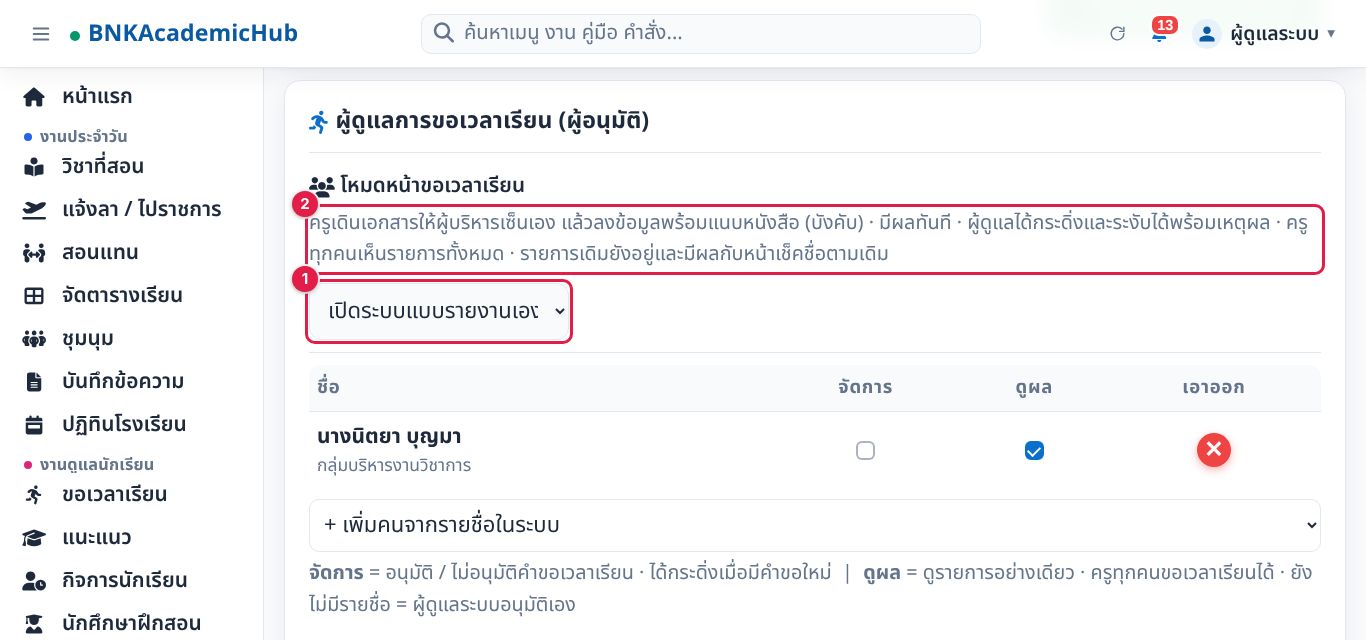 BNKAcademicHub
ค้นหาเมนู งาน คู่มือ คำสั่ง...
13
ผู้ดูแลระบบ ▾
หน้าแรก
งานประจำวัน
วิชาที่สอน
แจ้งลา / ไปราชการ
สอนแทน
จัดตารางเรียน
ชุมนุม
บันทึกข้อความ
ปฏิทินโรงเรียน
งานดูแลนักเรียน
ขอเวลาเรียน
แนะแนว
กิจการนักเรียน
นักศึกษาฝึกสอน
ผู้ดูแลการขอเวลาเรียน (ผู้อนุมัติ)
โหมดหน้าขอเวลาเรียน
2
ครูเดินเอกสารให้ผู้บริหารเซ็นเอง แล้วลงข้อมูลพร้อมแนบหนังสือ (บังคับ) · มีผลทันที · ผู้ดูแลได้กระดิ่งและระงับได้พร้อมเหตุผล · ครู
ทุกคนเห็นรายการทั้งหมด · รายการเดิมยังอยู่และมีผลกับหน้าเช็คชื่อตามเดิม
1
เปิดระบบแบบรายงานเอง
ชื่อ จัดการ ดูผล เอาออก
นางนิตยา บุญมา
กลุ่มบริหารงานวิชาการ
+ เพิ่มคนจากรายชื่อในระบบ
จัดการ = อนุมัติ / ไม่อนุมัติคำขอเวลาเรียน · ได้กระดิ่งเมื่อมีคำขอใหม่ | ดูผล = ดูรายการอย่างเดียว · ครูทุกคนขอเวลาเรียนได้ · ยัง
ไม่มีรายชื่อ = ผู้ดูแลระบบอนุมัติเอง